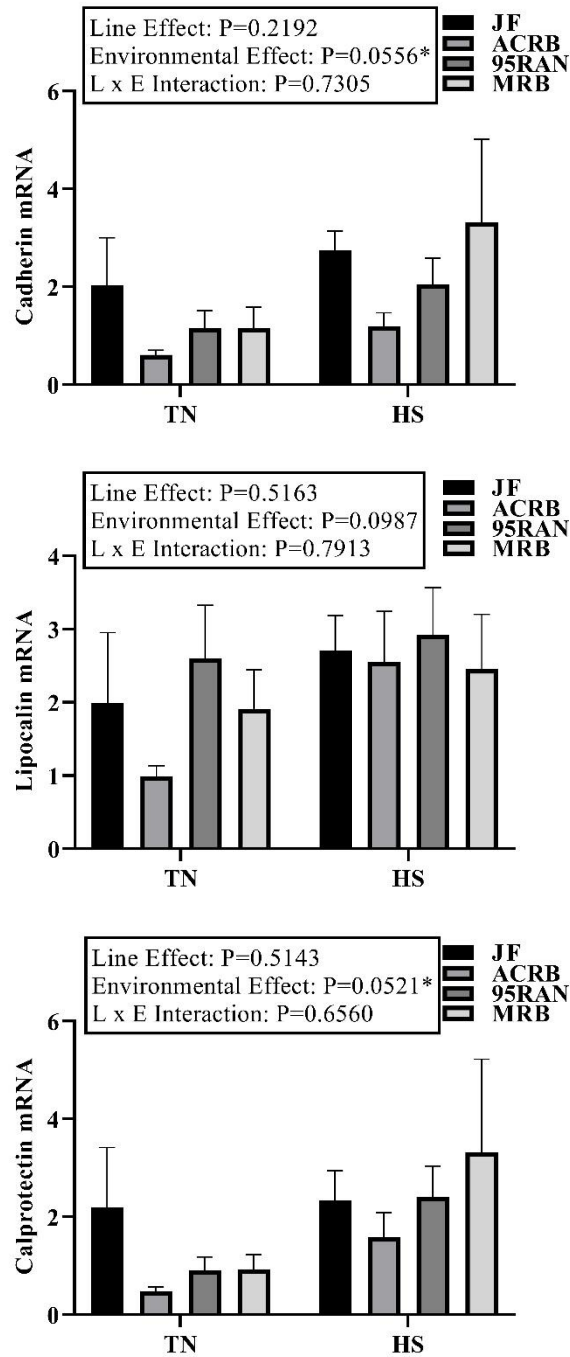 Line Effect: P=0.2192
Environmental Effect: P=0.0556*
L x E Interaction: P=0.7305
JF
ACRB
95RAN
MRB
Cadherin mRNA
6
4
2
0
TN
HS
Line Effect: P=0.5163
Environmental Effect: P=0.0987
L x E Interaction: P=0.7913
JF
ACRB
95RAN
MRB
Lipocalin mRNA
4
3
2
1
0
TN
HS
Line Effect: P=0.5143
Environmental Effect: P=0.0521*
L x E Interaction: P=0.6560
JF
ACRB
95RAN
MRB
Calprotectin mRNA
6
4
2
0
TN
HS